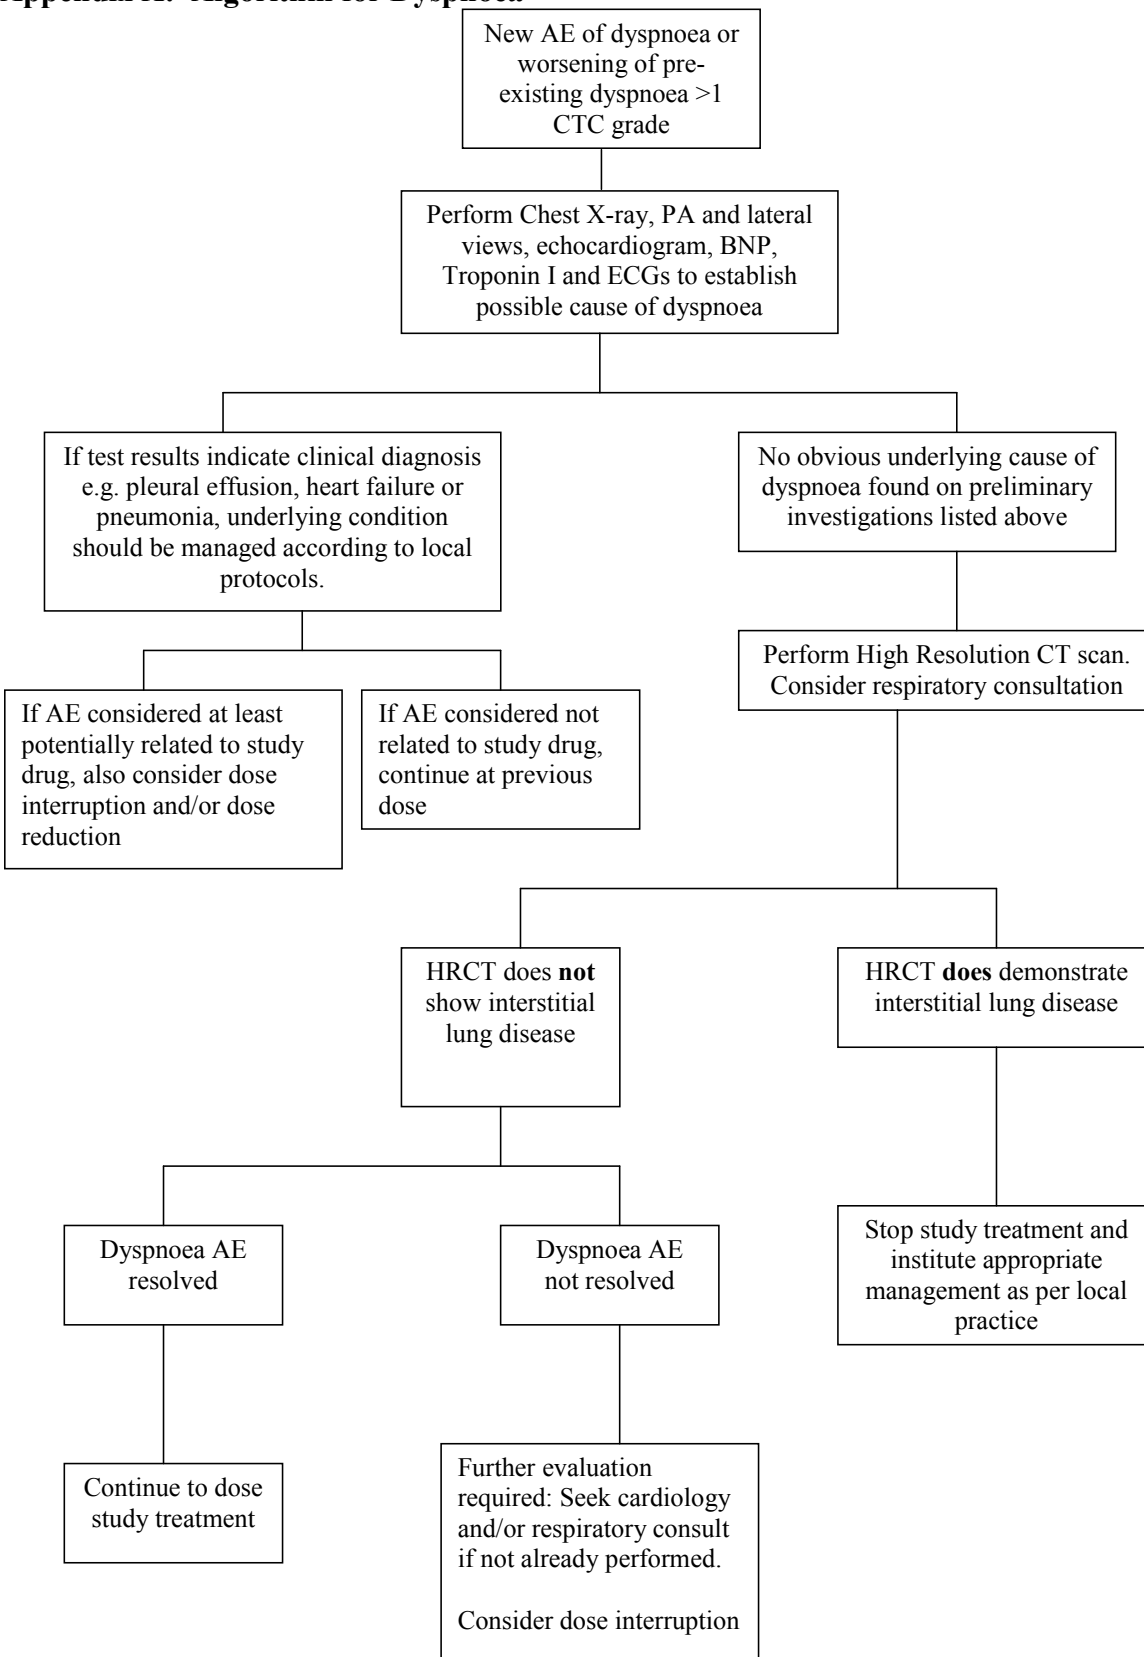 New AE of dyspnoea or
worsening of pre-
existing dyspnoea >1
CTC grade
Perform Chest X-ray, PA and lateral
views, echocardiogram, BNP,
Troponin I and ECGs to establish
possible cause of dyspnoea
If test results indicate clinical diagnosis
e.g. pleural effusion, heart failure or
pneumonia, underlying condition
should be managed according to local
protocols.
No obvious underlying cause of
dyspnoea found on preliminary
investigations listed above
Perform High Resolution CT scan.
Consider respiratory consultation
If AE considered at least
potentially related to study
drug, also consider dose
interruption and/or dose
reduction
If AE considered not
related to study drug,
continue at previous
dose
HRCT does not
show interstitial
lung disease
HRCT does demonstrate
interstitial lung disease
Dyspnoea AE
resolved
Dyspnoea AE
not resolved
Stop study treatment and
institute appropriate
management as per local
practice
Continue to dose
study treatment
Further evaluation
required: Seek cardiology
and/or respiratory consult
if not already performed.
Consider dose interruption